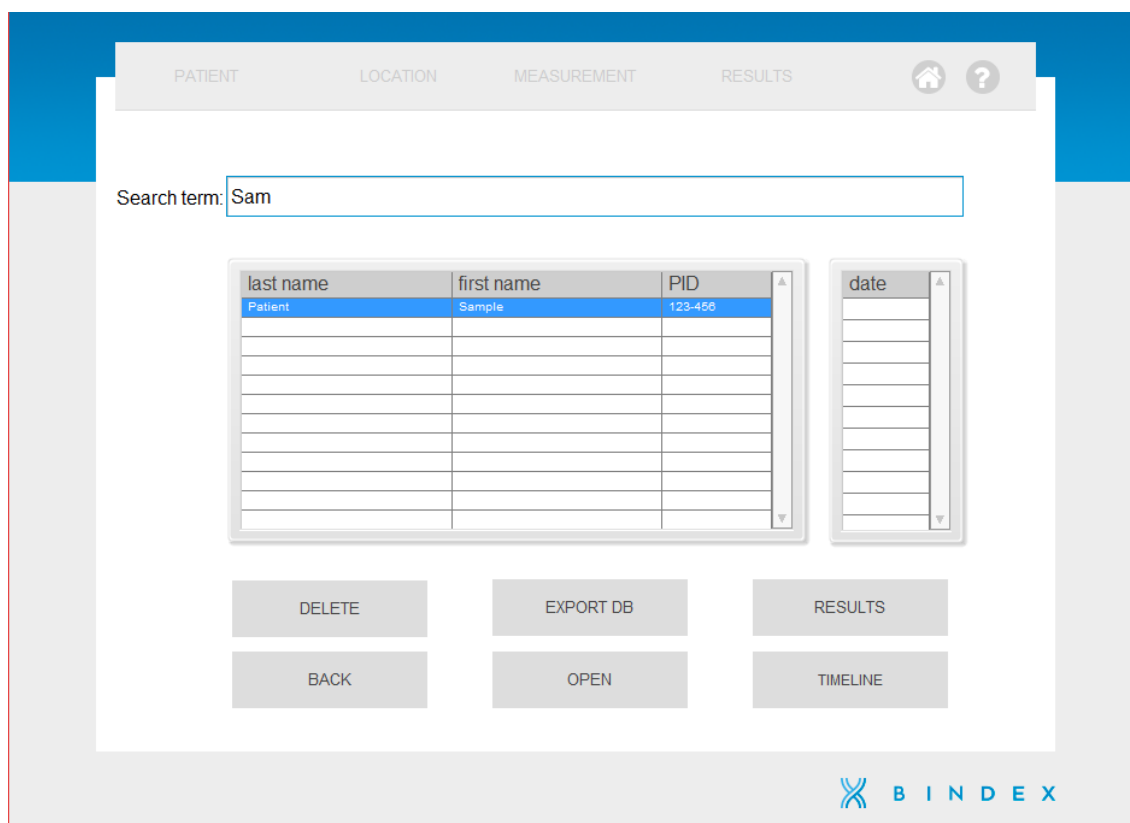 PATIENT LOCATION MEASUREMENT RESULTS ?
Search term: Sam
last name first name PID date
Patient Sample 123-456
DELETE EXPORT DB RESULTS
BACK OPEN TIMELINE
BINDEX